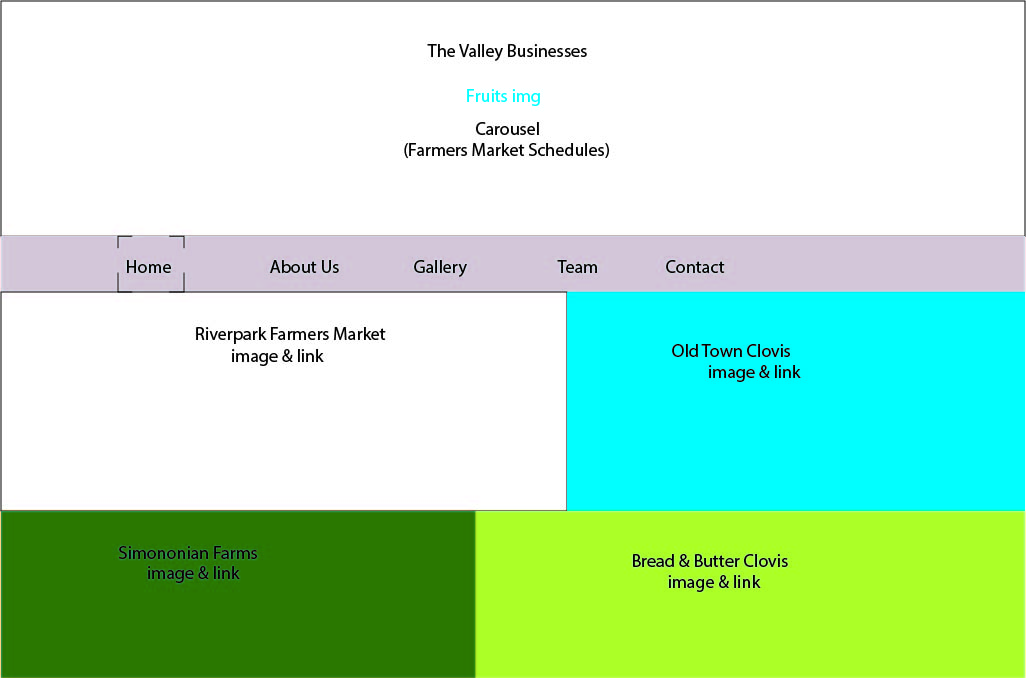 The Valley Businesses
Fruits img
Carousel
(Farmers Market Schedules)
Home About Us Gallery Team Contact
Riverpark Farmers Market
image & link
Old Town Clovis
image & link
Simononian Farms
image & link
Bread & Butter Clovis
image & link